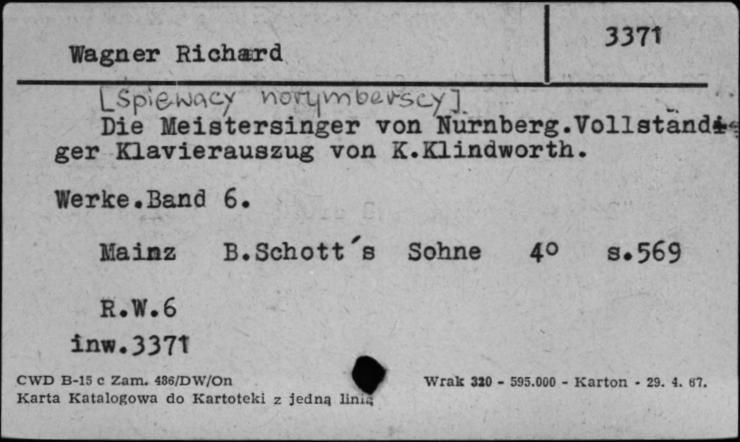 3371
Wagner Richard
[Śpiewacy norymberscy]
Die Meistersinger von Nurnberg.Vollständi
ger Klavierauszug von K.Klindworth.
Werke.Band 6.
Mainz B.Schott´s Sohne 4o s.569
R.W.6
inw.3371
CWD B-15 c Zam. 486/DW/On
Wrak 320 - 595.000 - Karton - 29. 4. 67.
Karta Katalogowa do Kartoteki z jedną linią